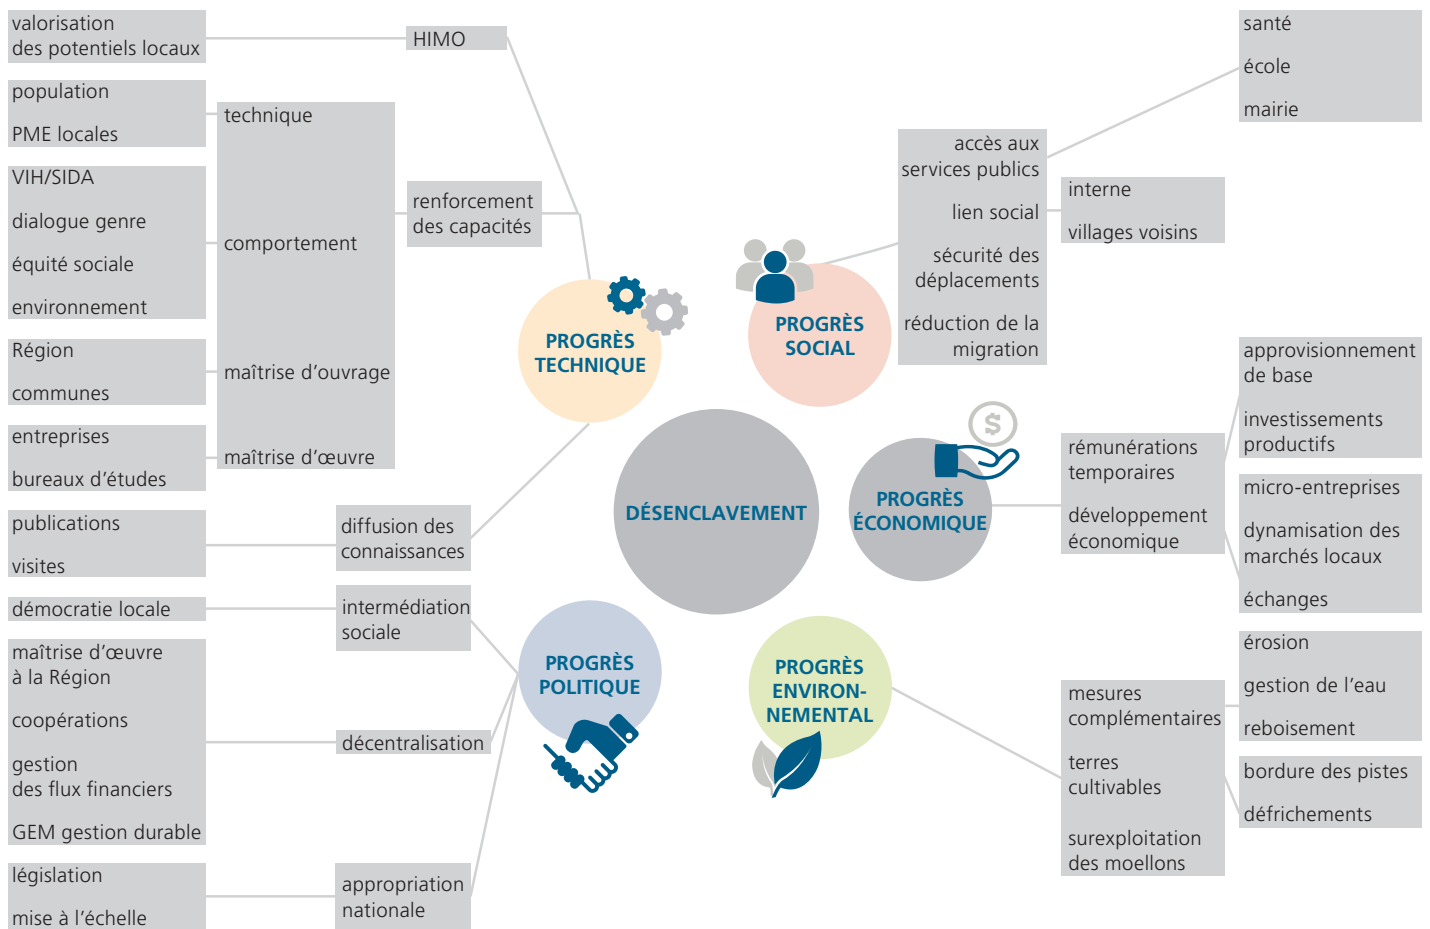 valorisation
des potentiels locaux
HIMO
population
PME locales
technique
VIH/SIDA
dialogue genre
équité sociale
environnement
comportement
renforcement
des capacités
Région
communes
maîtrise d'ouvrage
entreprises
bureaux d'études
maîtrise d'œuvre
publications
visites
diffusion des
connaissances
démocratie locale
intermédiation
sociale
maîtrise d'œuvre
à la Région
coopérations
gestion
des flux financiers
GEM gestion durable
décentralisation
législation
mise à l'échelle
appropriation
nationale
PROGRÈS
TECHNIQUE
PROGRÈS
SOCIAL
DÉSENCLAVEMENT
$
PROGRÈS
ÉCONOMIQUE
PROGRÈS
POLITIQUE
PROGRÈS
ENVIRON-
NEMENTAL
accès aux
services publics
lien social
sécurité des
déplacements
réduction de la
migration
santé
école
mairie
interne
villages voisins
rémunérations
temporaires
développement
économique
approvisionnement
de base
investissements
productifs
micro-entreprises
dynamisation des
marchés locaux
échanges
mesures
complémentaires
terres
cultivables
surexploitation
des moellons
érosion
gestion de l'eau
reboisement
bordure des pistes
défrichements